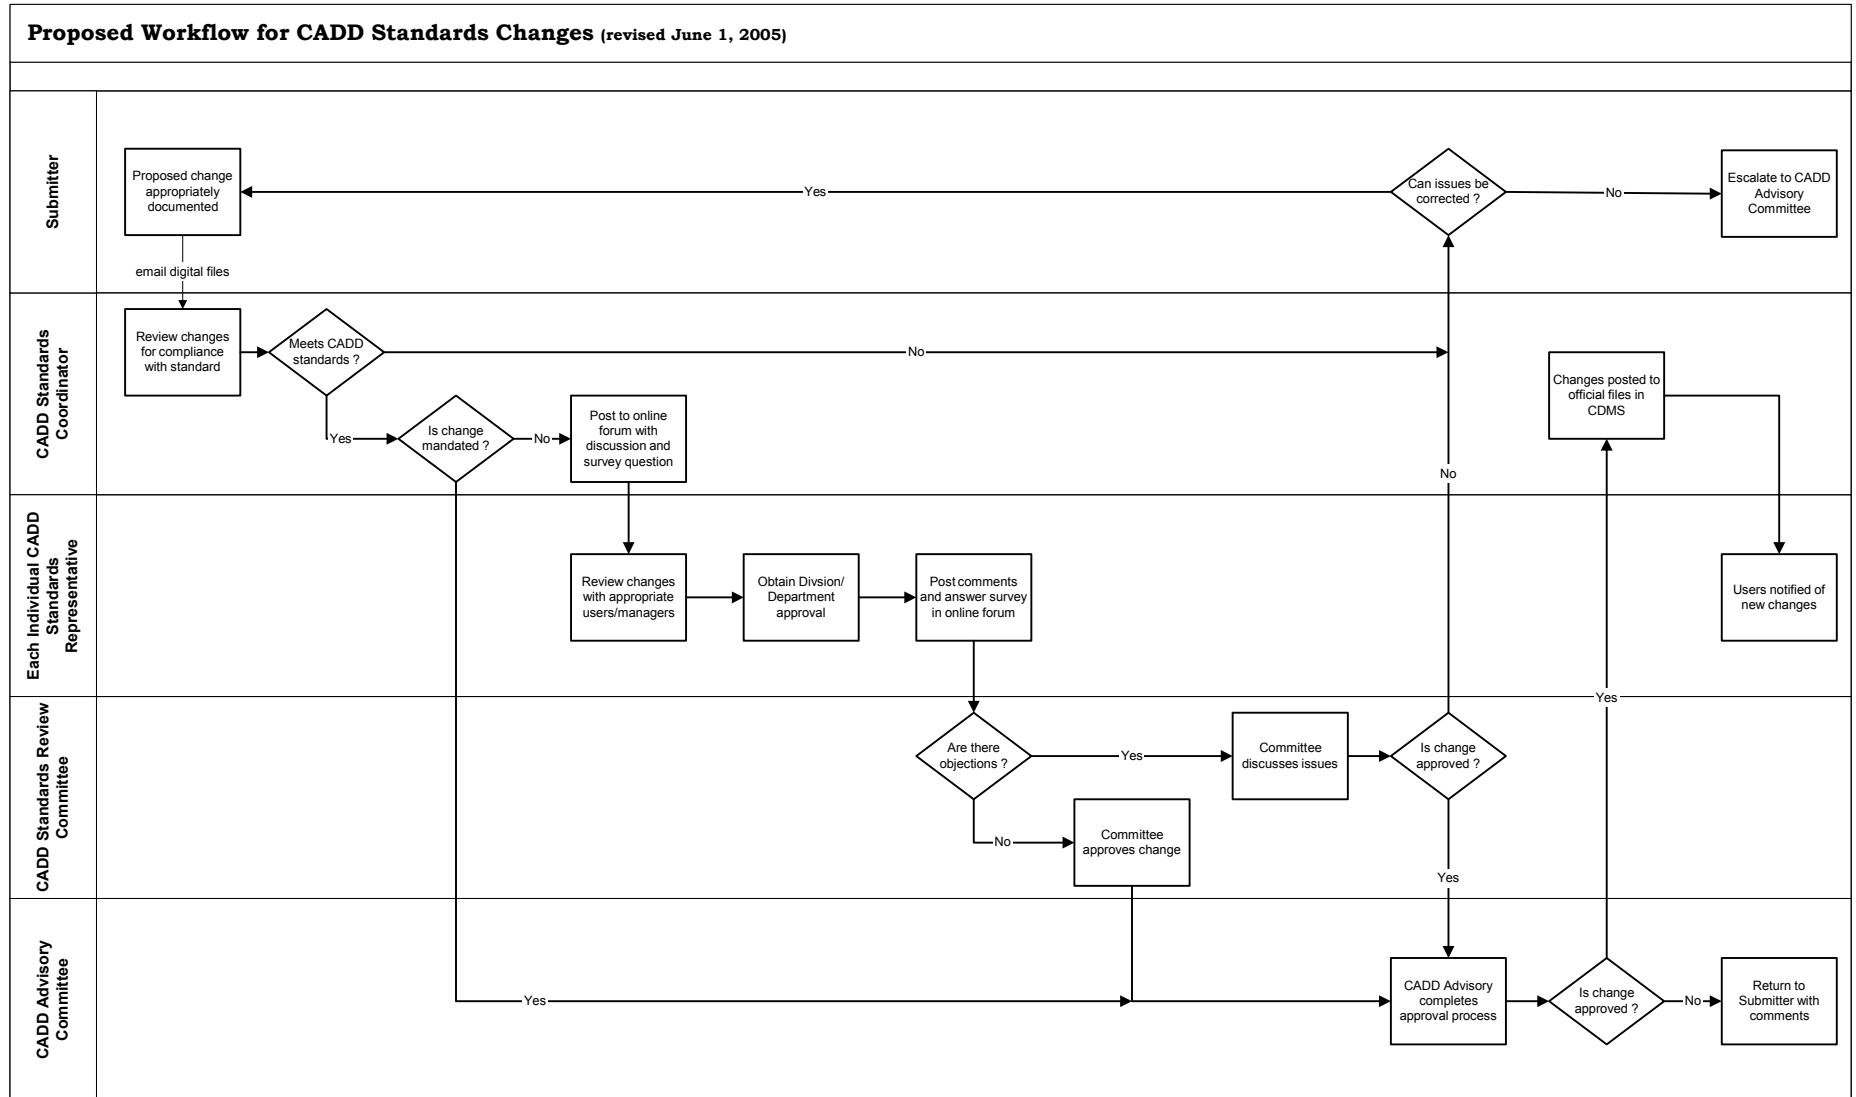 Proposed Workflow for CADD Standards Changes (revised June 1, 2005)
Submitter
Proposed change
appropriately
documented
Yes
Can issues be
corrected ?
No
Escalate to CADD
Advisory
Committee
email digital files
CADD Standards
Coordinator
Review changes
for compliance
with standard
Meets CADD
standards ?
No
Yes
Is change
mandated ?
No
Post to online
forum with
discussion and
survey question
Changes posted to
official files in
CDMS
No
Each Individual CADD
Standards
Representative
Review changes
with appropriate
users/managers
Obtain Divsion/
Department
approval
Post comments
and answer survey
in online forum
Users notified of
new changes
Yes
CADD Standards Review
Committee
Are there
objections ?
Yes
Committee
discusses issues
Is change
approved ?
No
Committee
approves change
Yes
CADD Advisory
Committee
Yes
CADD Advisory
completes
approval process
Is change
approved ?
No
Return to
Submitter with
comments